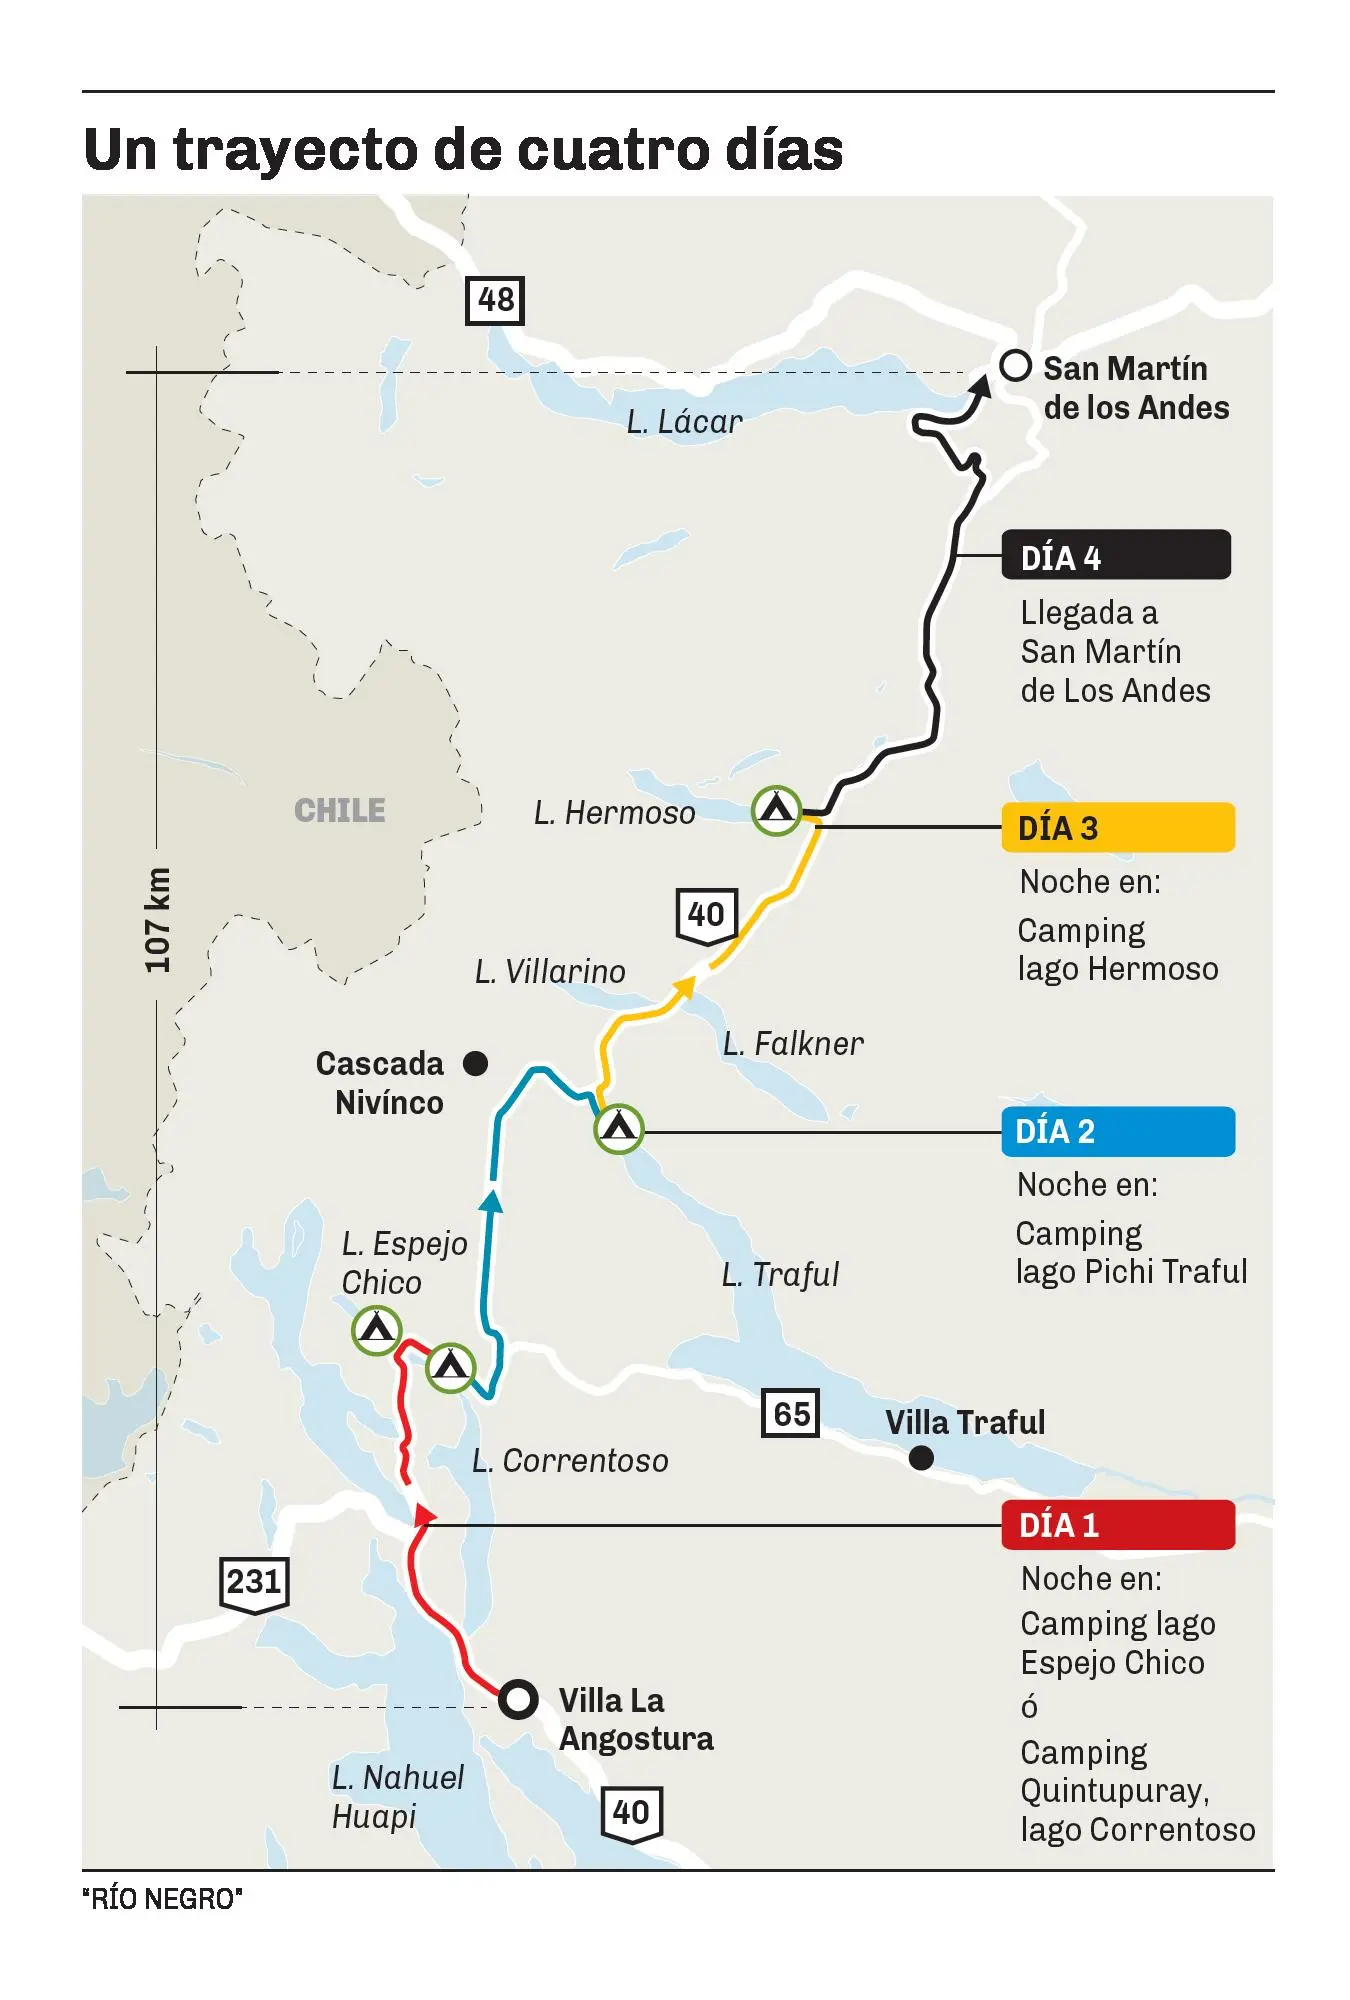 Un trayecto de cuatro días
48
San Martín
de los Andes
L. Lácar
DÍA 4
Llegada a
San Martín
de Los Andes
CHILE
L. Hermoso
DÍA 3
Noche en:
Camping
lago Hermoso
107 km
40
L. Villarino
L. Falkner
Cascada
Nivínco
DÍA 2
Noche en:
Camping
lago Pichi Traful
L. Espejo
Chico
L. Traful
65
Villa Traful
L. Correntoso
DÍA 1
Noche en:
Camping lago
Espejo Chico
ó
Camping
Quintupuray,
lago Correntoso
231
Villa La
Angostura
L. Nahuel
Huapi
40
“RÍO NEGRO”